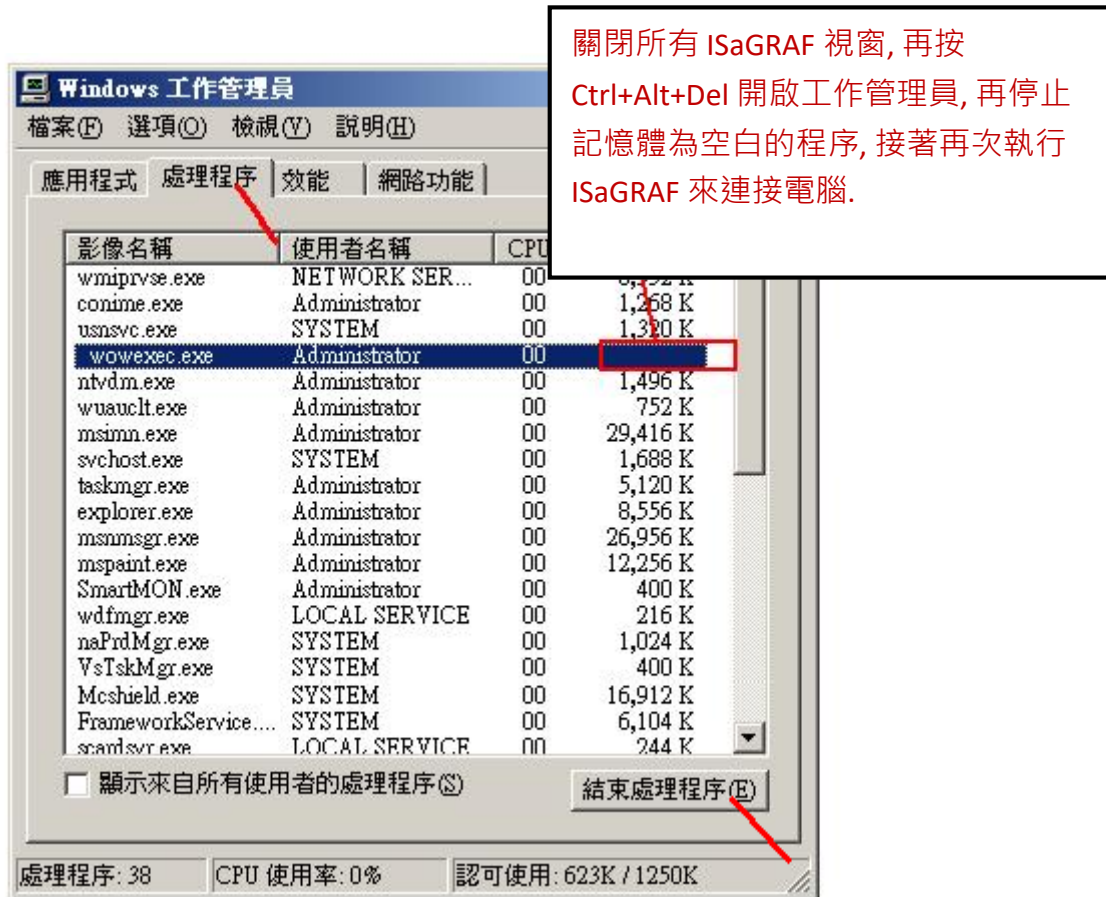 關閉所有 ISaGRAF 視窗, 再按
Ctrl+Alt+Del 開啟工作管理員, 再停止
記憶體為空白的程序, 接著再次執行
ISaGRAF 來連接電腦.
Windows 工作管理員
檔案(F) 選項(O) 檢視(V) 說明(H)
應用程式 處理程序 效能 網路功能
影像名稱 使用者名稱 CPU
wmiprvse.exe NETWORK SER... 00
conime.exe Administrator 00 1,268 K
usnsvc.exe SYSTEM 00 1,320 K
wowexec.exe Administrator 00
ntvdm.exe Administrator 00 1,496 K
wuauclt.exe Administrator 00 752 K
msimn.exe Administrator 00 29,416 K
svchost.exe SYSTEM 00 1,688 K
taskmgr.exe Administrator 00 5,120 K
explorer.exe Administrator 00 8,556 K
msnmsgr.exe Administrator 00 26,956 K
mspaint.exe Administrator 00 12,256 K
SmartMON.exe Administrator 00 400 K
wdfmgr.exe LOCAL SERVICE 00 216 K
naPrdMgr.exe SYSTEM 00 1,024 K
VsTskMgr.exe SYSTEM 00 400 K
Mcshield.exe SYSTEM 00 16,912 K
FrameworkService.... SYSTEM 00 6,104 K
scardsvr.exe LOCAL SERVICE 00 244 K
顯示來自所有使用者的處理程序(S)
結束處理程序(E)
處理程序: 38 CPU 使用率: 0% 認可使用: 623K / 1250K